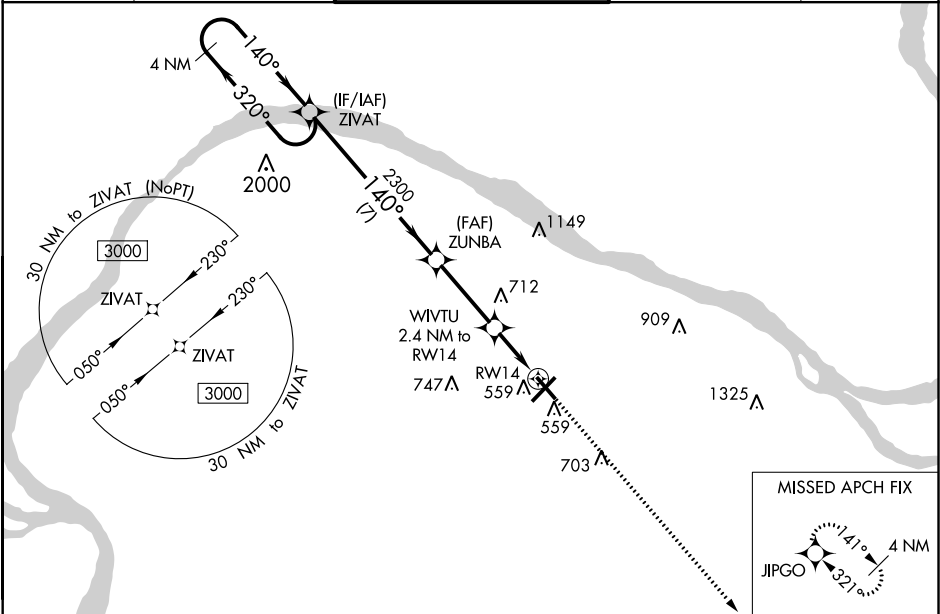 4 NM
140°
320°
(IF/IAF)
ZIVAT
2000
2300
140°
(7)
30 NM to ZIVAT (NoPT)
3000
230°
ZIVAT
050°
230°
ZIVAT
050°
3000
30 NM to ZIVAT
(FAF)
ZUNBA
1149
712
WIVTU
2.4 NM to
RW14
909
747
RW14
559
559
1325
703
MISSED APCH FIX
141°
4 NM
JIPGO
321°